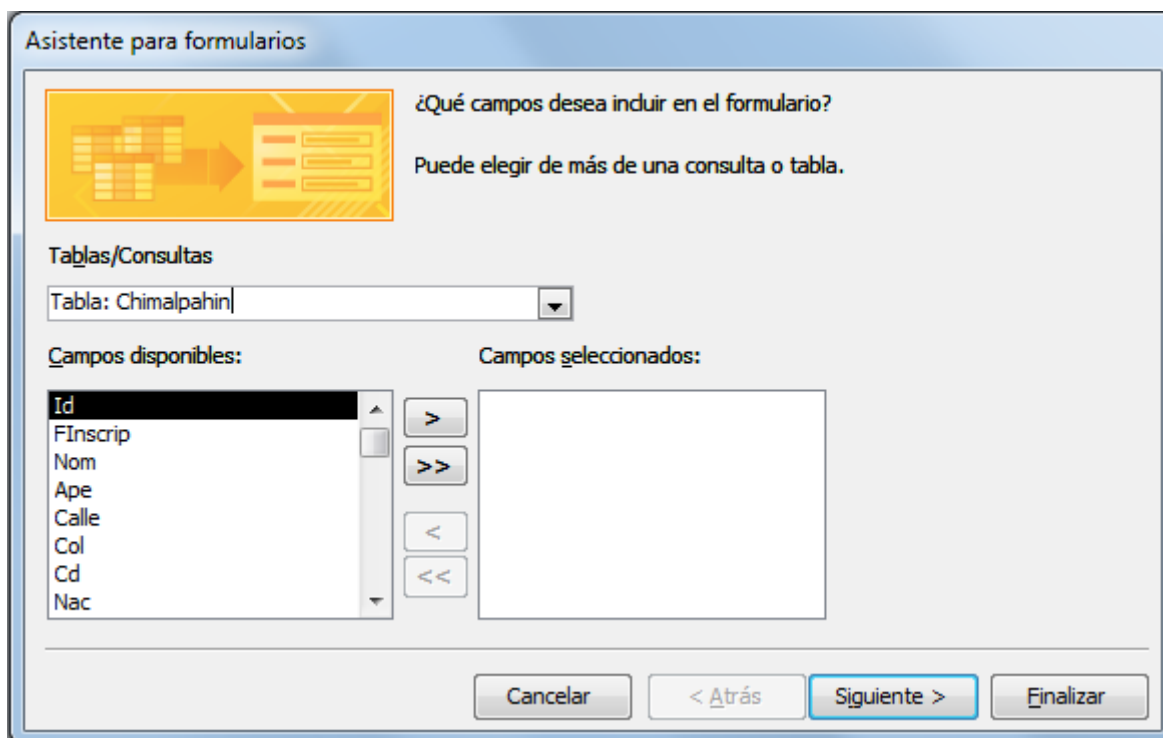 Asistente para formularios
¿Qué campos desea incluir en el formulario?
Puede elegir de más de una consulta o tabla.
Tablas/Consultas
Tabla: Chimalpahin
Campos disponibles:
Campos seleccionados:
Id
FInscrip
Nom
Ape
Calle
Col
Cd
Nac
>
>>
<
<<
Cancelar
< Atrás
Siguiente >
Finalizar